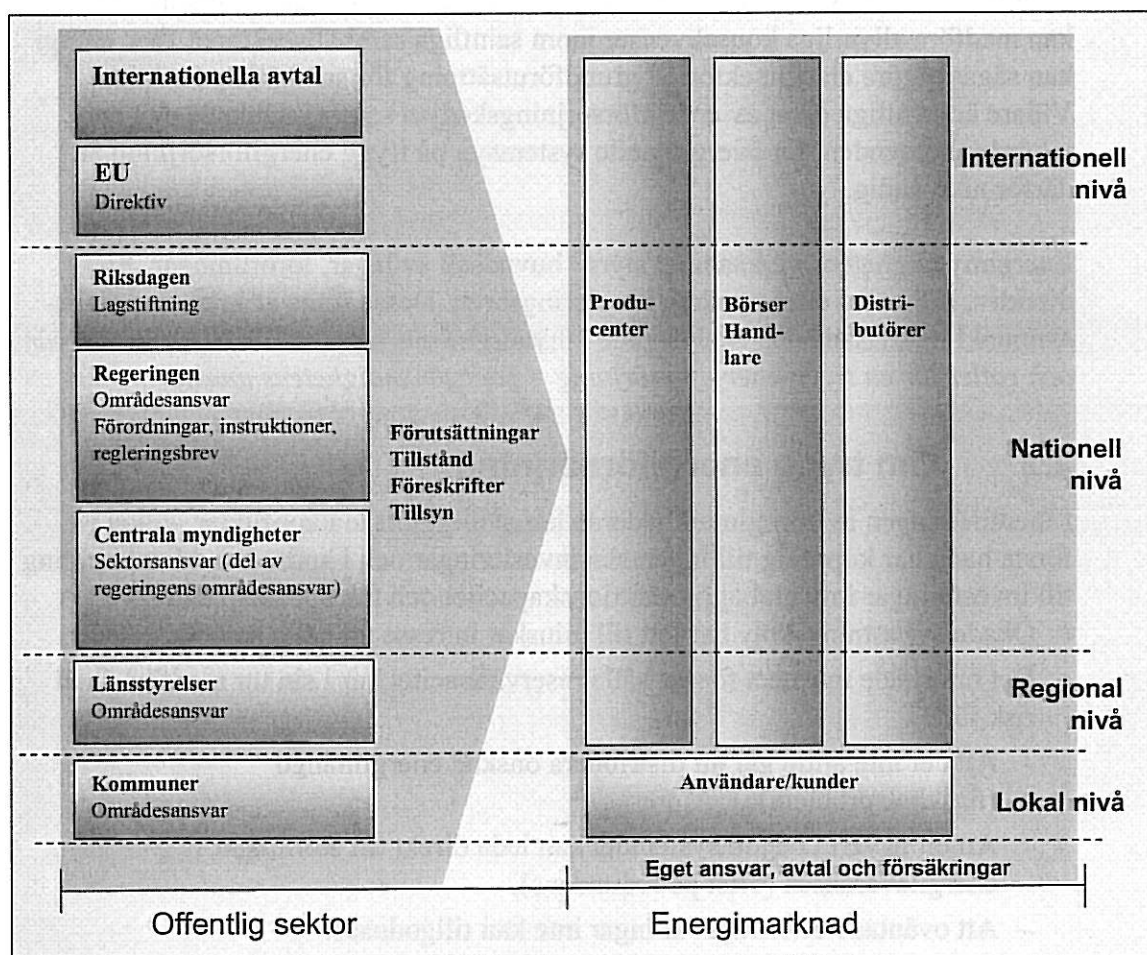 Internationella avtal
EU
Direktiv
Internationell
nivå
Riksdagen
Lagstiftning
Regeringen
Områdesansvar
Förordningar, instruktioner,
regleringsbrev
Centrala myndigheter
Sektorsansvar (del av
regeringens områdesansvar)
Förutsättningar
Tillstånd
Föreskrifter
Tillsyn
Produ-
center
Börser
Hand-
lare
Distri-
butörer
Nationell
nivå
Länsstyrelser
Områdesansvar
Regional
nivå
Kommuner
Områdesansvar
Användare/kunder
Lokal nivå
Eget ansvar, avtal och försäkringar
Offentlig sektor
Energimarknad